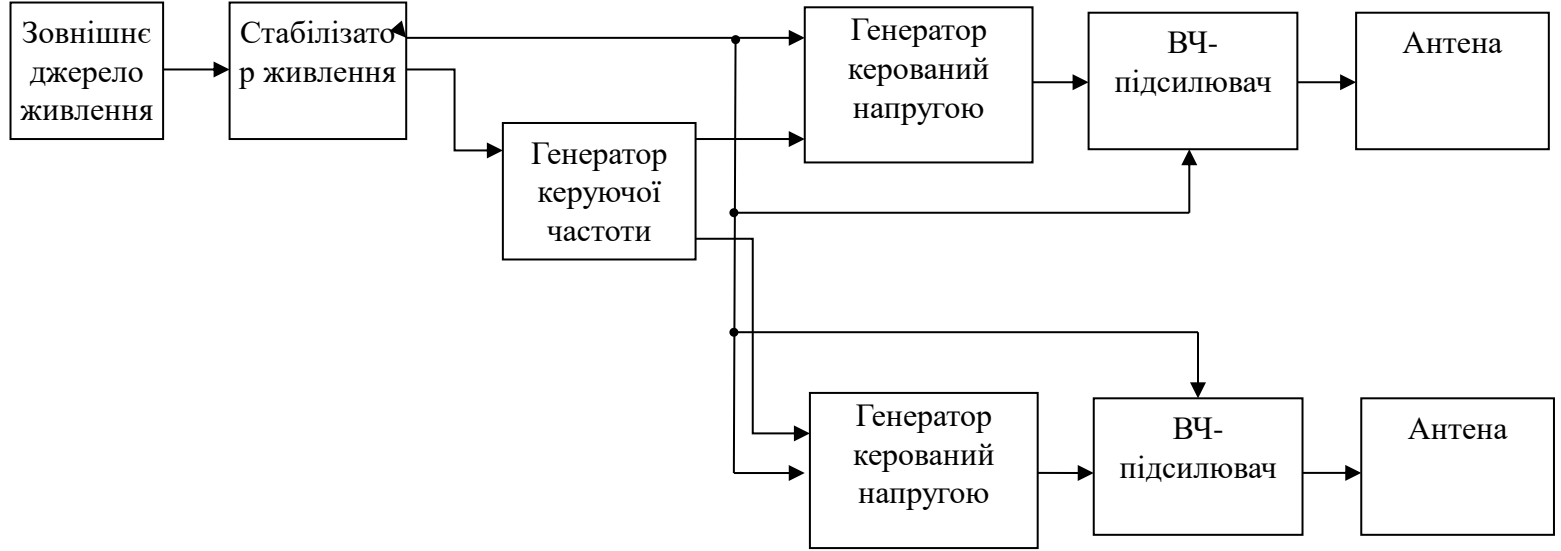 Зовнішнє
джерело
живлення
Стабілізато
р живлення
Генератор
керуючої
частоти
Генератор
керований
напругою
ВЧ-
підсилювач
Антена
Генератор
керований
напругою
ВЧ-
підсилювач
Антена